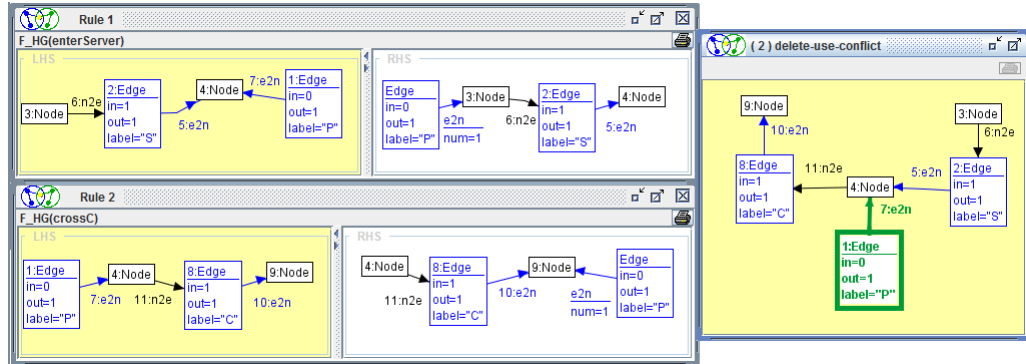 Rule 1
F_HG(enterServer)
LHS
3:Node
6:n2e
2:Edge
in=1
out=1
label="S"
5:e2n
4:Node
7:e2n
1:Edge
in=0
out=1
label="P"
RHS
Edge
in=0
out=1
label="P"
e2n
num=1
3:Node
6:n2e
2:Edge
in=1
out=1
label="S"
5:e2n
4:Node
Rule 2
F_HG(crossC)
LHS
1:Edge
in=0
out=1
label="P"
7:e2n
4:Node
11:n2e
8:Edge
in=1
out=1
label="C"
10:e2n
9:Node
RHS
4:Node
11:n2e
8:Edge
in=1
out=1
label="C"
10:e2n
9:Node
e2n
num=1
Edge
in=0
out=1
label="P"
( 2 ) delete-use-conflict
9:Node
10:e2n
8:Edge
in=1
out=1
label="C"
11:n2e
4:Node
5:e2n
3:Node
6:n2e
2:Edge
in=1
out=1
label="S"
7:e2n
1:Edge
in=0
out=1
label="P"